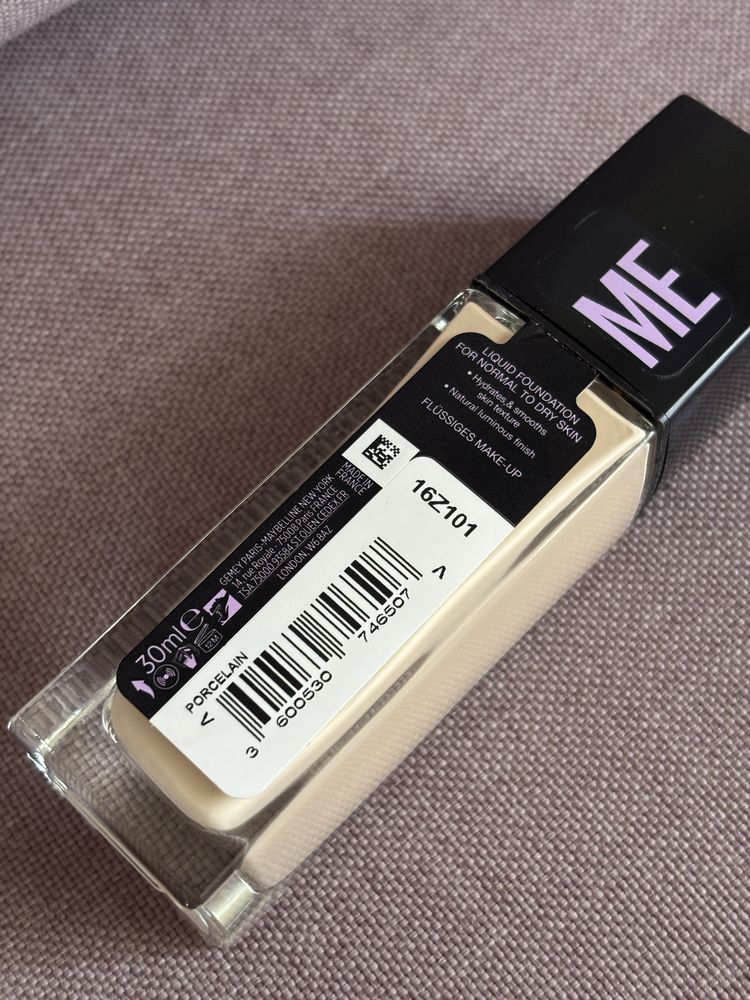 ME
LIQUID FOUNDATION
FOR NORMAL TO DRY SKIN
• Hydrates & smooths
skin texture
• Natural luminous finish
FLÜSSIGES MAKE-UP
MADE IN
FRANCE
GEMEY PARIS-MAYBELLINE NEW YORK
14, rue Royale - 75008 Paris FRANCE
TSA 75000 93584 ST OUEN CEDEX FR
LONDON, W6 8AZ
30ml e
12M
16Z101
PORCELAIN
< >
3 600530 746507